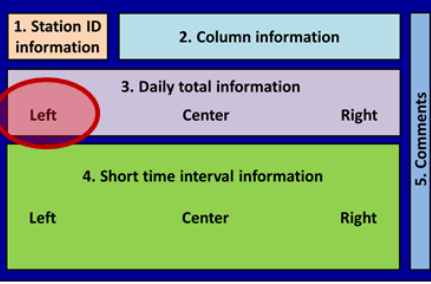 1. Station ID
information
2. Column information
3. Daily total information
Left Center Right
4. Short time interval information
Left Center Right
5. Comments